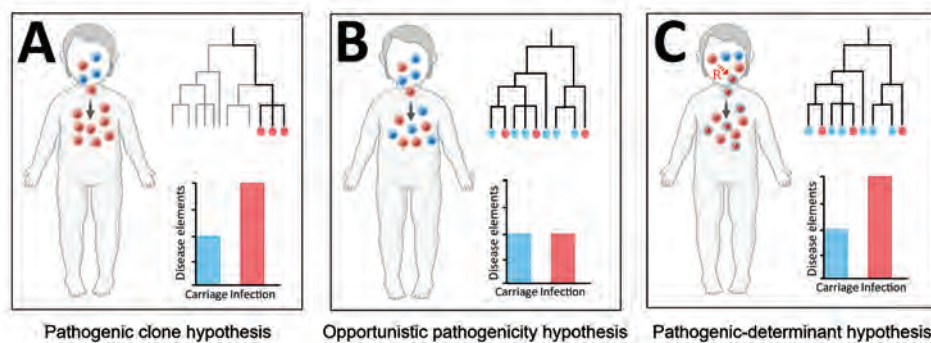 A
Disease elements
Carriage Infection
Pathogenic clone hypothesis
B
Disease elements
Carriage Infection
Opportunistic pathogenicity hypothesis
C
R
Disease elements
Carriage Infection
Pathogenic-determinant hypothesis